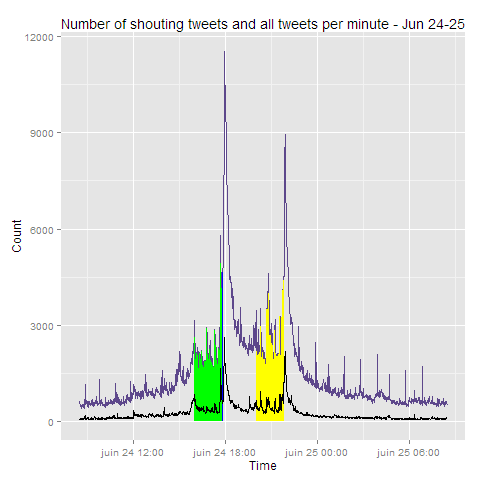 Number of shouting tweets and all tweets per minute - Jun 24-25
12000
9000
6000
3000
0
Count
juin 24 12:00 juin 24 18:00 juin 25 00:00 juin 25 06:00
Time